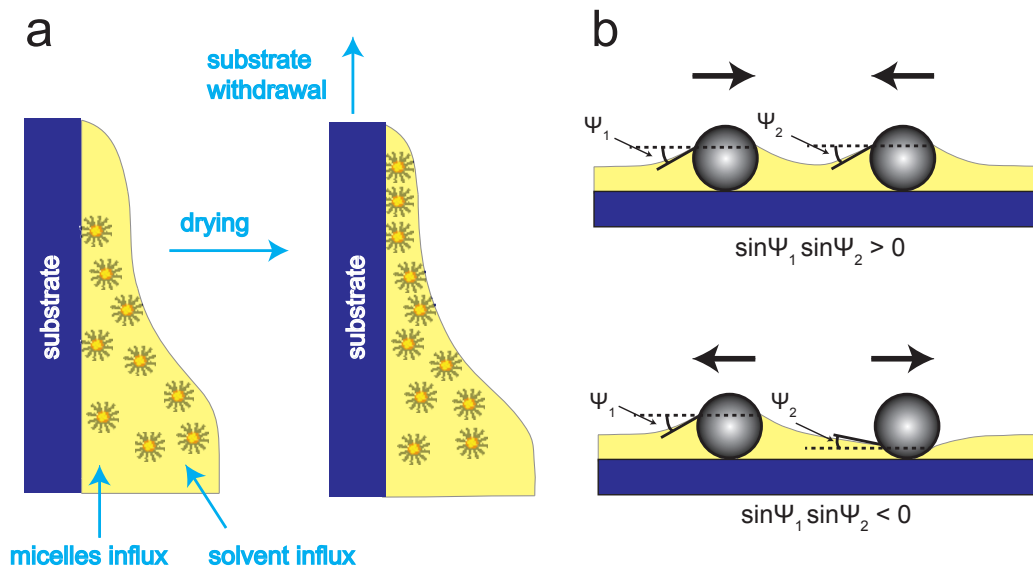 a
substrate
withdrawal
substrate
drying
substrate
micelles influx
solvent influx
b
Ψ₁
Ψ₂
sinΨ₁ sinΨ₂ > 0
Ψ₁
Ψ₂
sinΨ₁ sinΨ₂ < 0